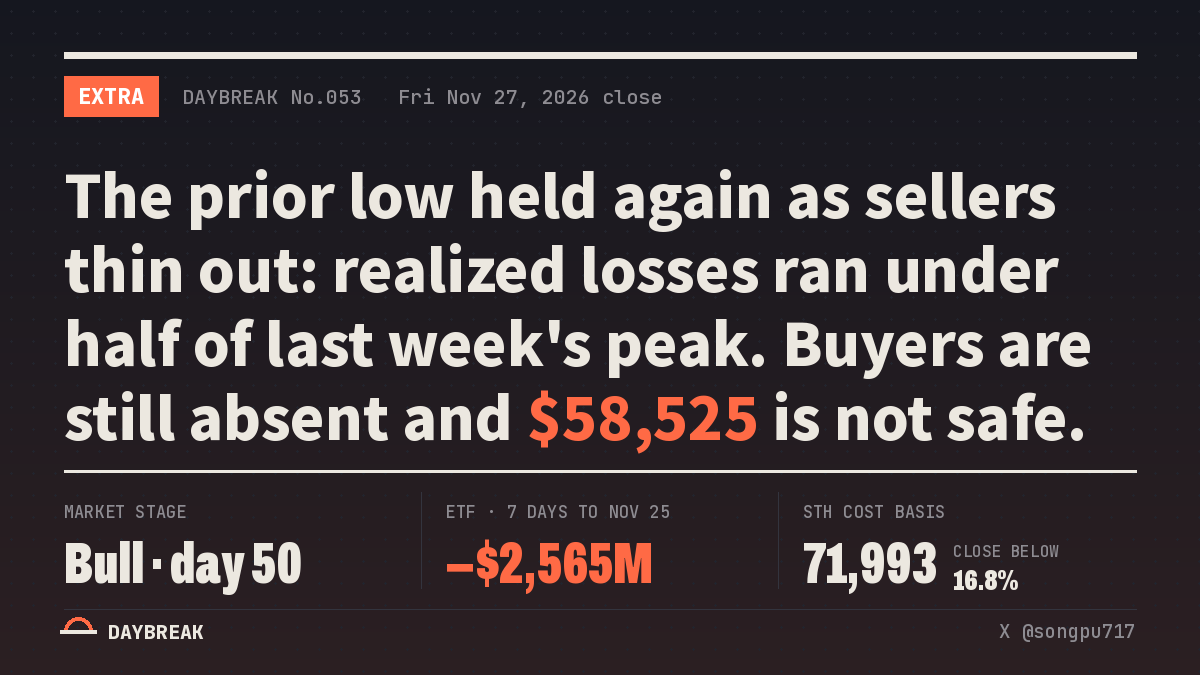 EXTRA DAYBREAK No.053 Fri Nov 27, 2026 close
The prior low held again as sellers
thin out: realized losses ran under
half of last week's peak. Buyers are
still absent and $58,525 is not safe.
MARKET STAGE
Bull · day 50
ETF · 7 DAYS TO NOV 25
−$2,565M
STH COST BASIS
71,993
CLOSE BELOW
16.8%
DAYBREAK
X @songpu717